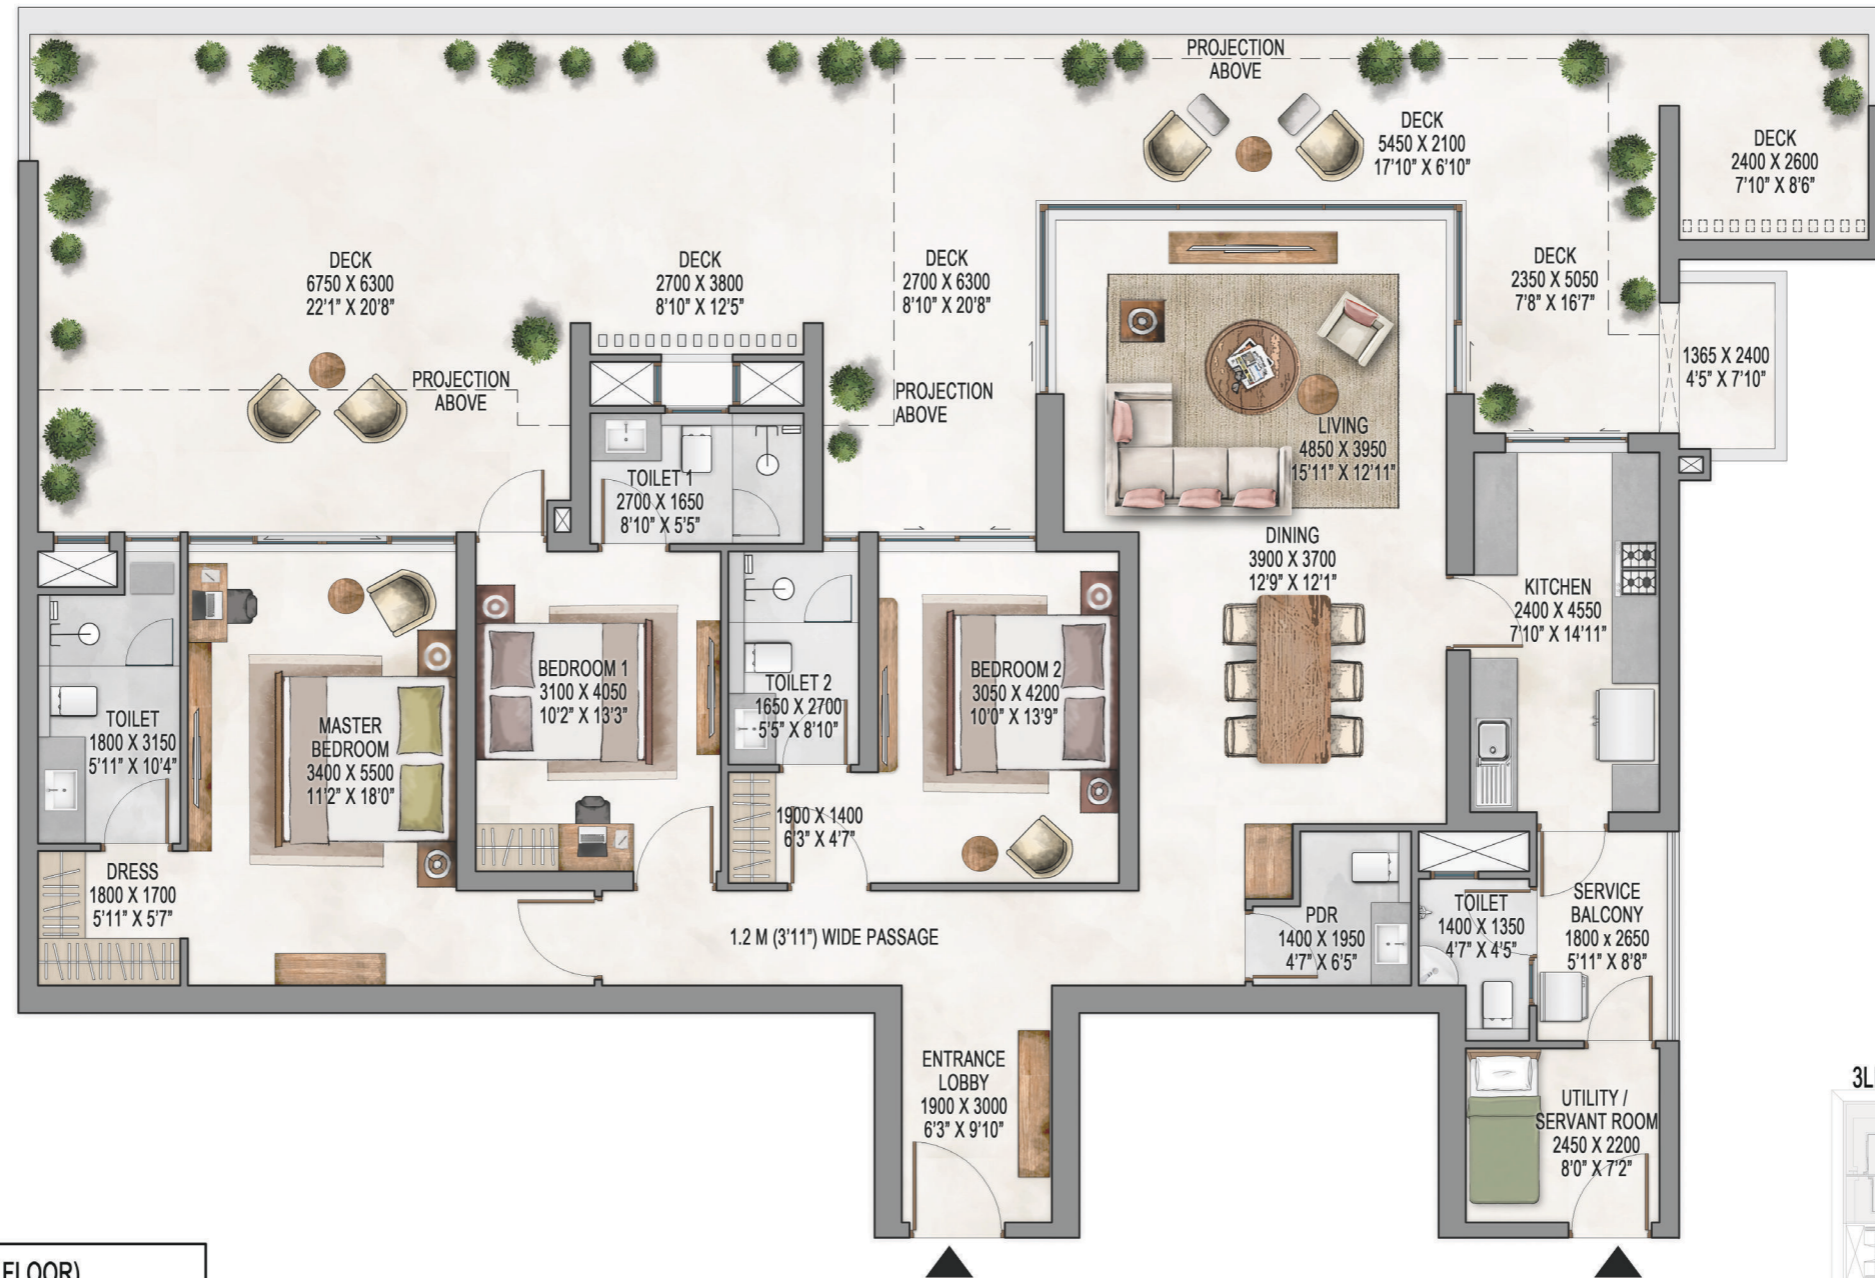 PROJECTION
ABOVE
DECK
5450 X 2100
17'10" X 6'10"
DECK
2400 X 2600
7'10" X 8'6"
DECK
6750 X 6300
22'1" X 20'8"
DECK
2700 X 3800
8'10" X 12'5"
DECK
2700 X 6300
8'10" X 20'8"
DECK
2350 X 5050
7'8" X 16'7"
1365 X 2400
4'5" X 7'10"
PROJECTION
ABOVE
PROJECTION
ABOVE
LIVING
4850 X 3950
15'11" X 12'11"
TOILET 1
2700 X 1650
8'10" X 5'5"
DINING
3900 X 3700
12'9" X 12'1"
KITCHEN
2400 X 4550
7'10" X 14'11"
TOILET
1800 X 3150
5'11" X 10'4"
MASTER
BEDROOM
3400 X 5500
11'2" X 18'0"
BEDROOM 1
3100 X 4050
10'2" X 13'3"
TOILET 2
1650 X 2700
5'5" X 8'10"
BEDROOM 2
3050 X 4200
10'0" X 13'9"
1900 X 1400
6'3" X 4'7"
DRESS
1800 X 1700
5'11" X 5'7"
1.2 M (3'11") WIDE PASSAGE
PDR
1400 X 1950
4'7" X 6'5"
TOILET
1400 X 1350
4'7" X 4'5"
SERVICE
BALCONY
1800 x 2650
5'11" X 8'8"
ENTRANCE
LOBBY
1900 X 3000
6'3" X 9'10"
UTILITY /
SERVANT ROOM
2450 X 2200
8'0" X 7'2"
3L
FLOOR)